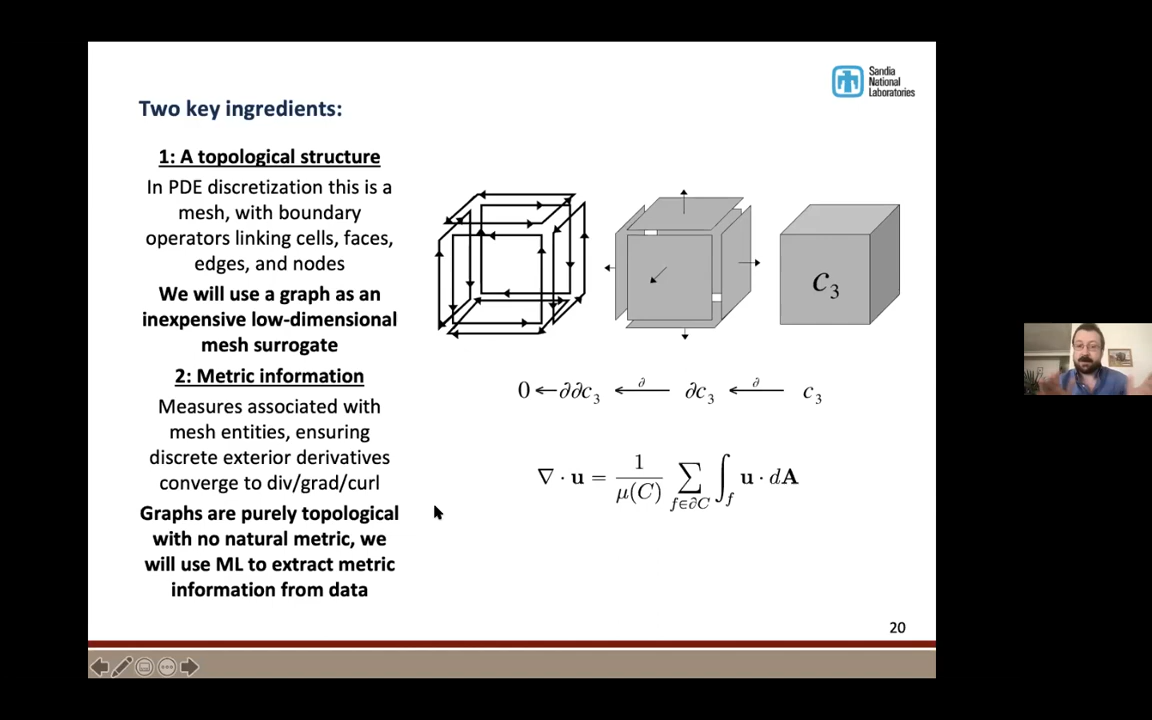 Sandia
National
Laboratories
Two key ingredients:
1: A topological structure
In PDE discretization this is a
mesh, with boundary
operators linking cells, faces,
edges, and nodes
We will use a graph as an
inexpensive low-dimensional
mesh surrogate
2: Metric information
Measures associated with
mesh entities, ensuring
discrete exterior derivatives
converge to div/grad/curl
Graphs are purely topological
with no natural metric, we
will use ML to extract metric
information from data
C₃
0 ←∂∂c₃ ←∂ ∂c₃ ←∂ c₃
∇ · u = 1/μ(C) ∑_{f∈∂C} ∫_f u · dA
20